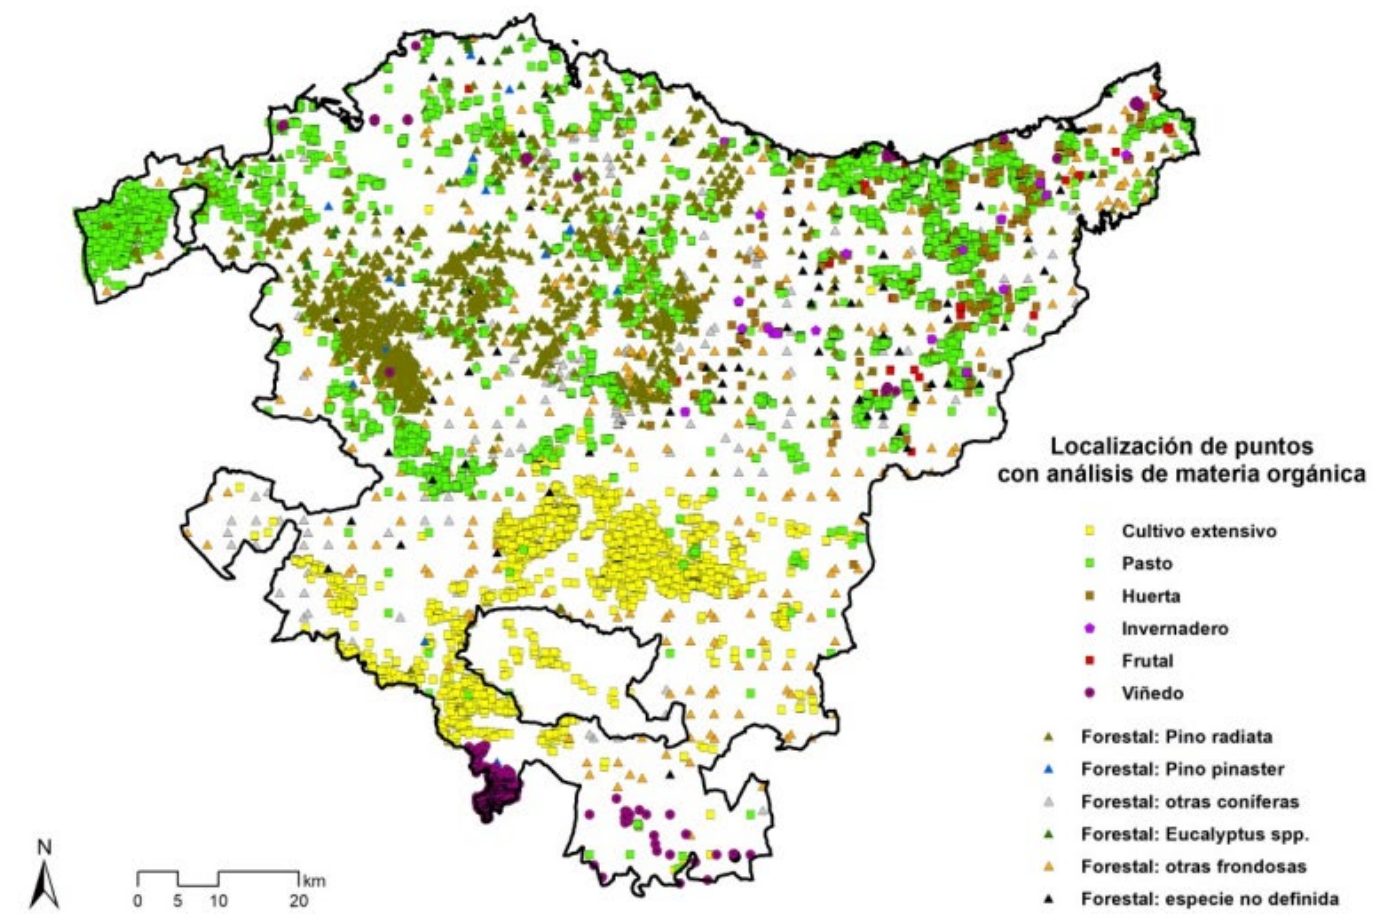 Localización de puntos
con análisis de materia orgánica
Cultivo extensivo
Pasto
Huerta
Invernadero
Frutal
Viñedo
Forestal: Pino radiata
Forestal: Pino pinaster
Forestal: otras coníferas
Forestal: Eucalyptus spp.
Forestal: otras frondosas
Forestal: especie no definida
N
km
0 5 10 20